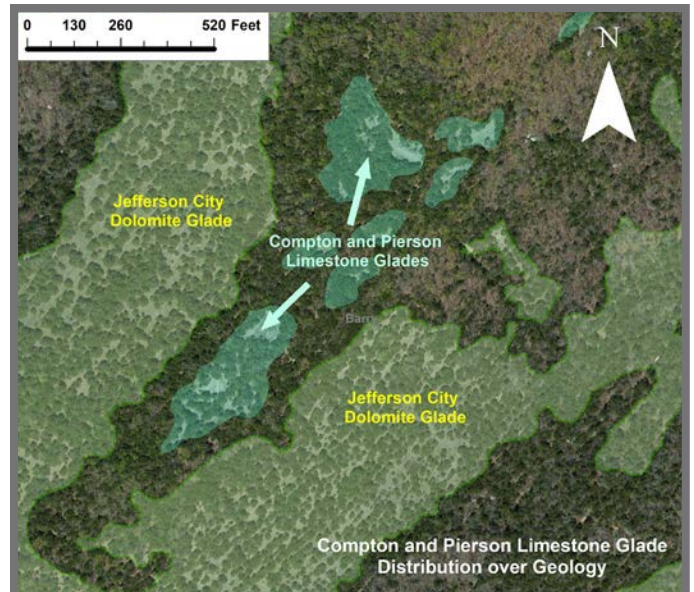 0 130 260 520 Feet
N
Jefferson City
Dolomite Glade
Compton and Pierson
Limestone Glades
Jefferson City
Dolomite Glade
Compton and Pierson Limestone Glade
Distribution over Geology